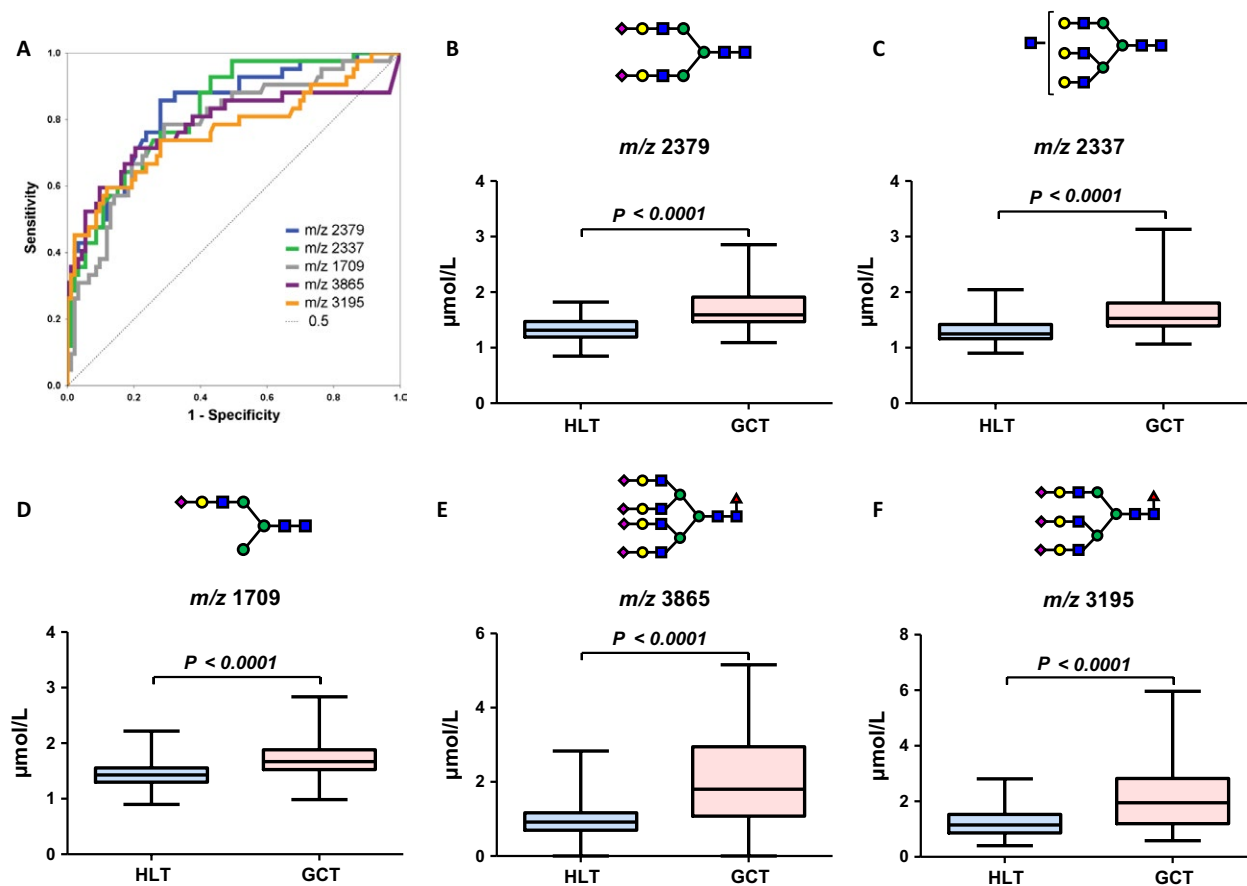 A
1.0
0.8
0.6
0.4
0.2
0.0
Sensitivity
m/z 2379
m/z 2337
m/z 1709
m/z 3865
m/z 3195
0.5
0.0
0.2
0.4
0.6
0.8
1.0
1 - Specificity
B
m/z 2379
P < 0.0001
4
3
2
1
0
µmol/L
HLT
GCT
C
m/z 2337
P < 0.0001
4
3
2
1
0
µmol/L
HLT
GCT
D
m/z 1709
P < 0.0001
4
3
2
1
0
µmol/L
HLT
GCT
E
m/z 3865
P < 0.0001
6
4
2
0
µmol/L
HLT
GCT
F
m/z 3195
P < 0.0001
8
6
4
2
0
µmol/L
HLT
GCT